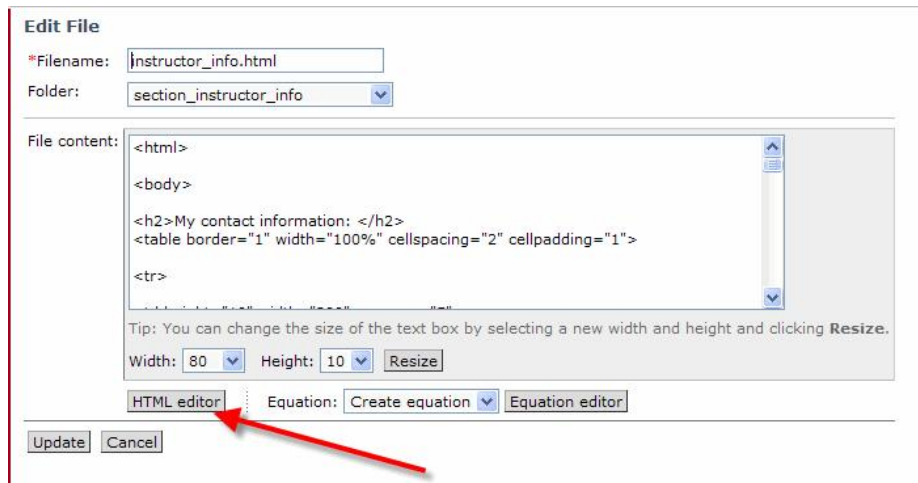 Edit File
*Filename: instructor_info.html
Folder: section_instructor_info
File content:
<html>
<body>
<h2>My contact information: </h2>
<table border="1" width="100%" cellspacing="2" cellpadding="1">
<tr>
Tip: You can change the size of the text box by selecting a new width and height and clicking Resize.
Width: 80 Height: 10 Resize
HTML editor Equation: Create equation Equation editor
Update Cancel